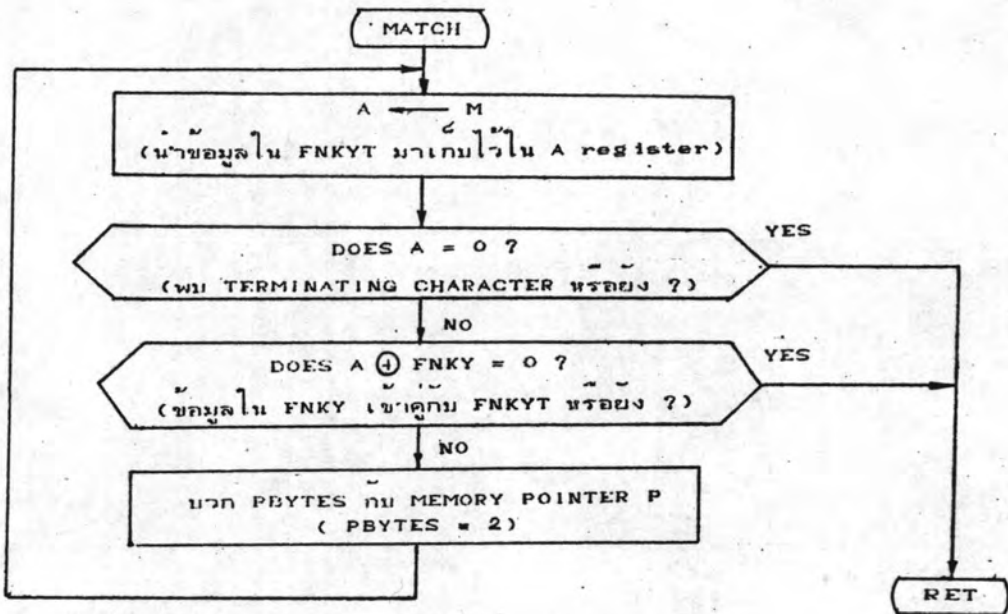 MATCH
A ← M
(นำข้อมูลใน FNKYT มาเก็บไว้ใน A register)
DOES A = 0 ?
YES
(พบ TERMINATING CHARACTER หรือยัง ?)
NO
DOES A ⊕ FNKY = 0 ?
YES
(ข้อมูลใน FNKY เข้าคู่กับ FNKYT หรือยัง ?)
NO
บวก PBYTES กับ MEMORY POINTER P
( PBYTES = 2)
RET